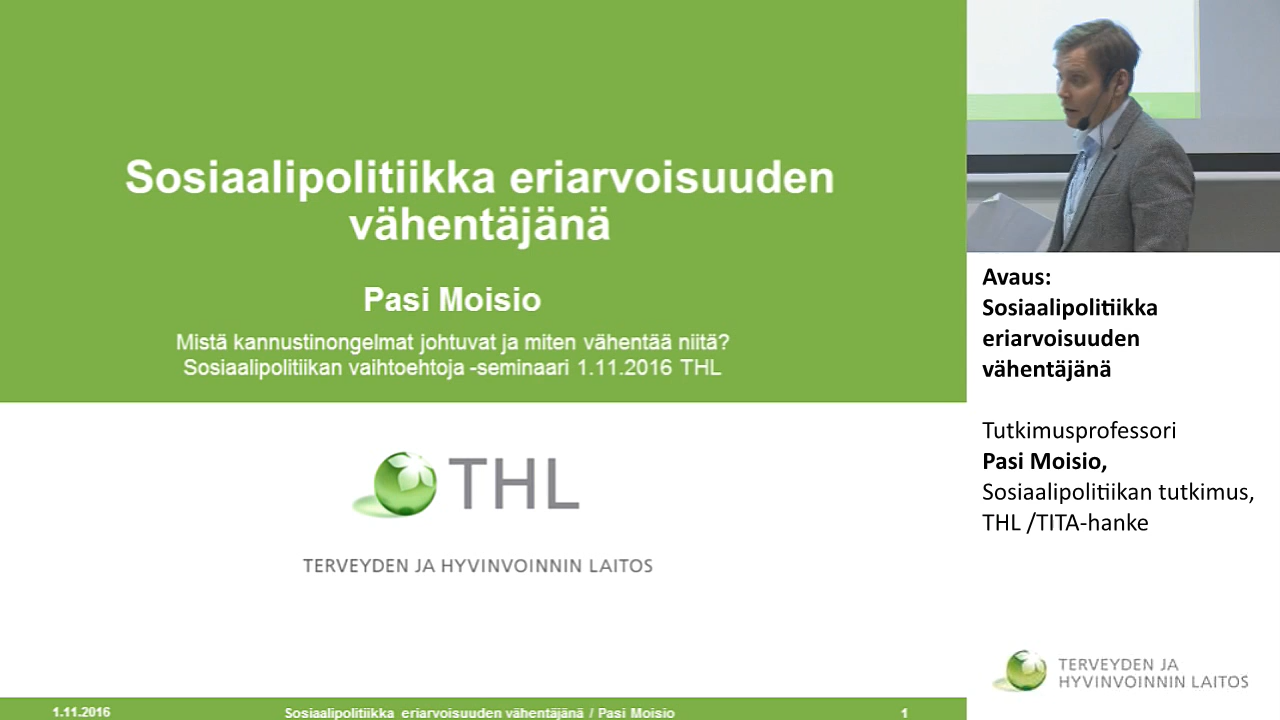 Sosiaalipolitiikka eriarvoisuuden
vähentäjänä
Pasi Moisio
Mistä kannustinongelmat johtuvat ja miten vähentää niitä?
Sosiaalipolitiikan vaihtoehtoja -seminaari 1.11.2016 THL
THL
TERVEYDEN JA HYVINVOINNIN LAITOS
1.11.2016
Sosiaalipolitiikka eriarvoisuuden vähentäjänä / Pasi Moisio
1
Avaus:
Sosiaalipolitiikka
eriarvoisuuden
vähentäjänä
Tutkimusprofessori
Pasi Moisio,
Sosiaalipolitiikan tutkimus,
THL /TITA-hanke
TERVEYDEN JA
HYVINVOINNIN LAITOS